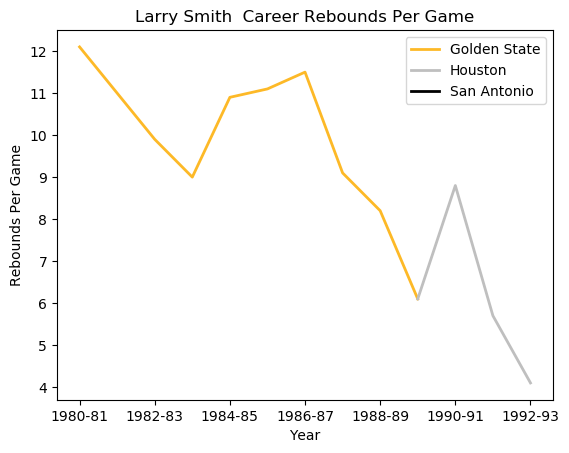 Larry Smith  Career Rebounds Per Game
Golden State
Houston
San Antonio
Rebounds Per Game
12
11
10
9
8
7
6
5
4
1980-81 1982-83 1984-85 1986-87 1988-89 1990-91 1992-93
Year